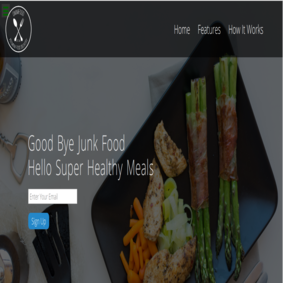 Home Features How It Works
Good Bye Junk Food
Hello Super Healthy Meals
Enter Your Email
Sign Up